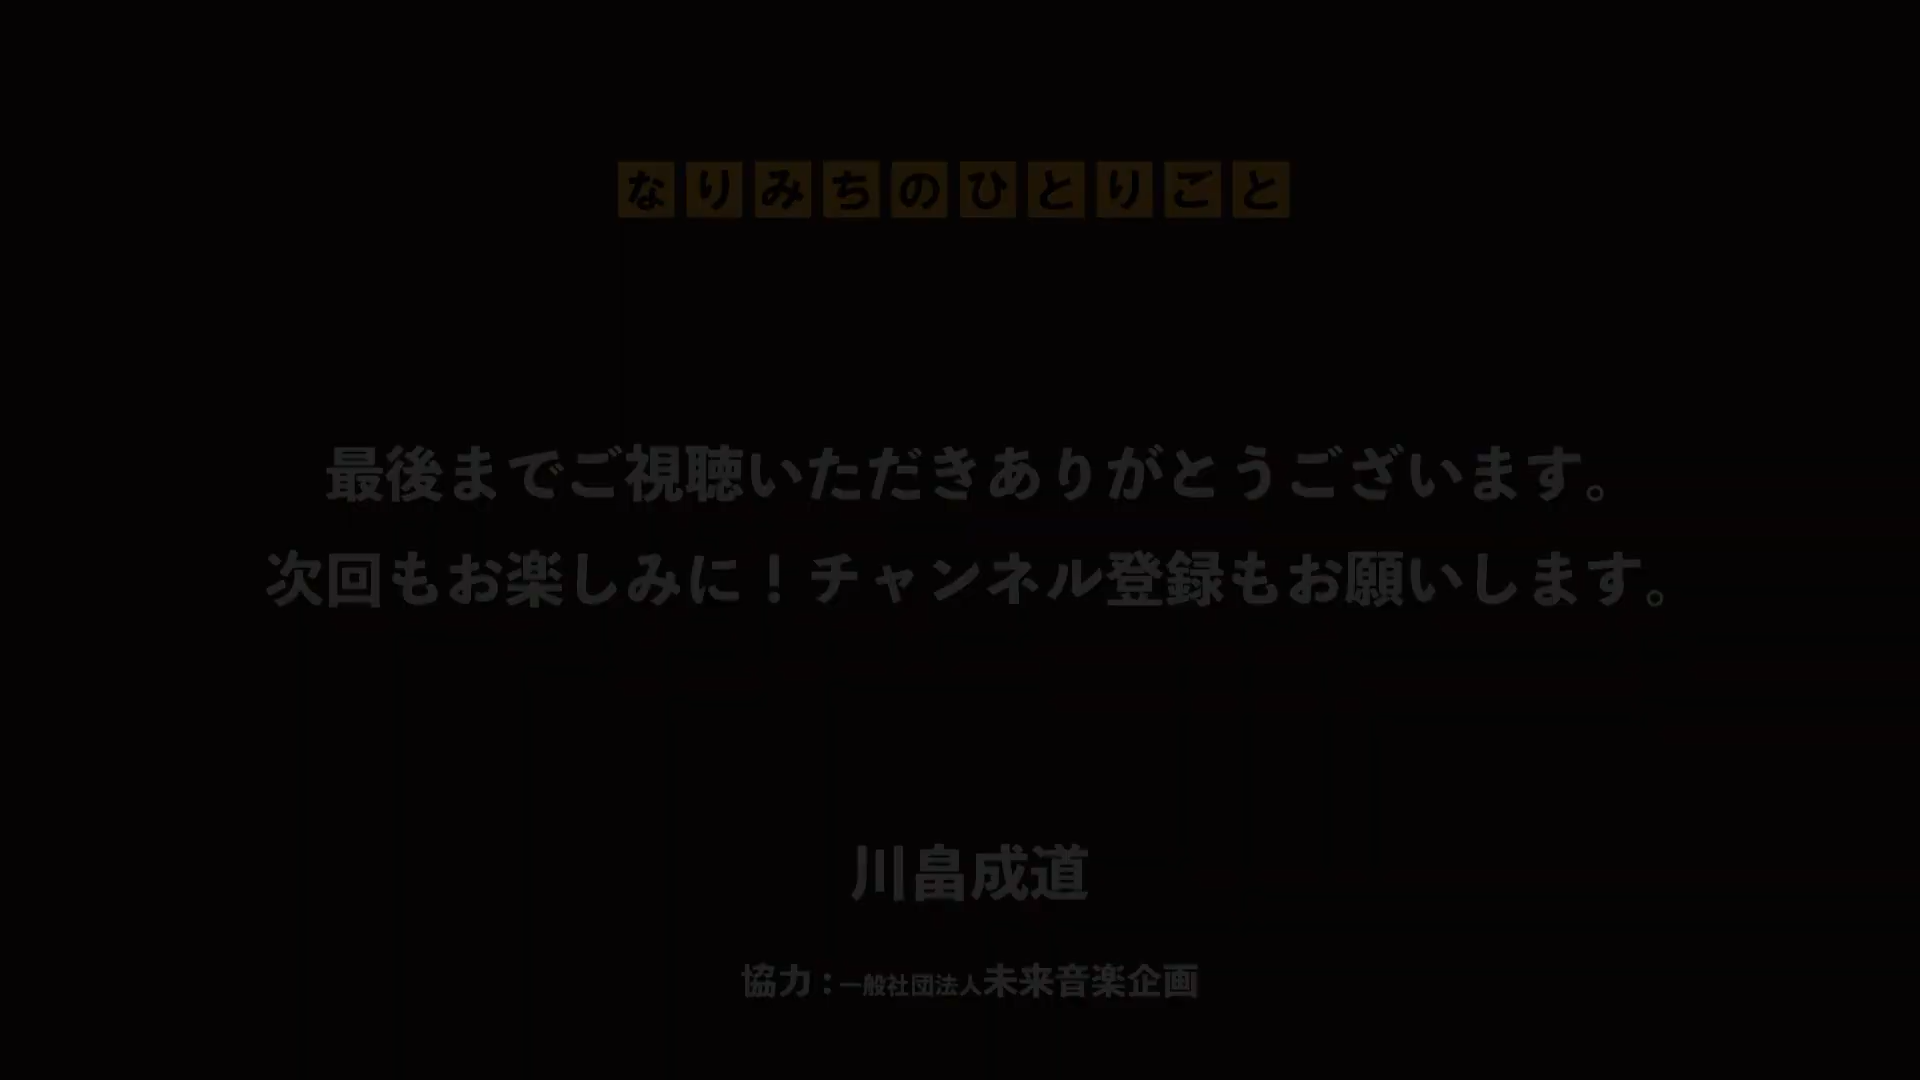 なりみちのひとりごと
最後までご視聴いただきありがとうございます。
次回もお楽しみに！チャンネル登録もお願いします。
川畠成道
協力：一般社団法人未来音楽企画